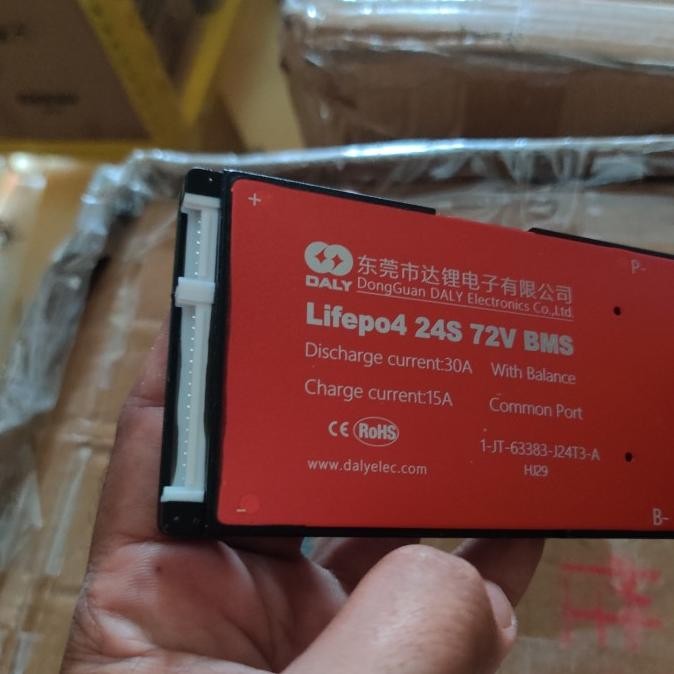 +
P-
东莞市达锂电子有限公司
DALY DongGuan DALY Electronics Co.,Ltd
Lifepo4 24S 72V BMS
Discharge current:30A With Balance
Charge current:15A Common Port
CE RoHS 1-JT-63383-J24T3-A
HJ29
www.dalyelec.com
- B-